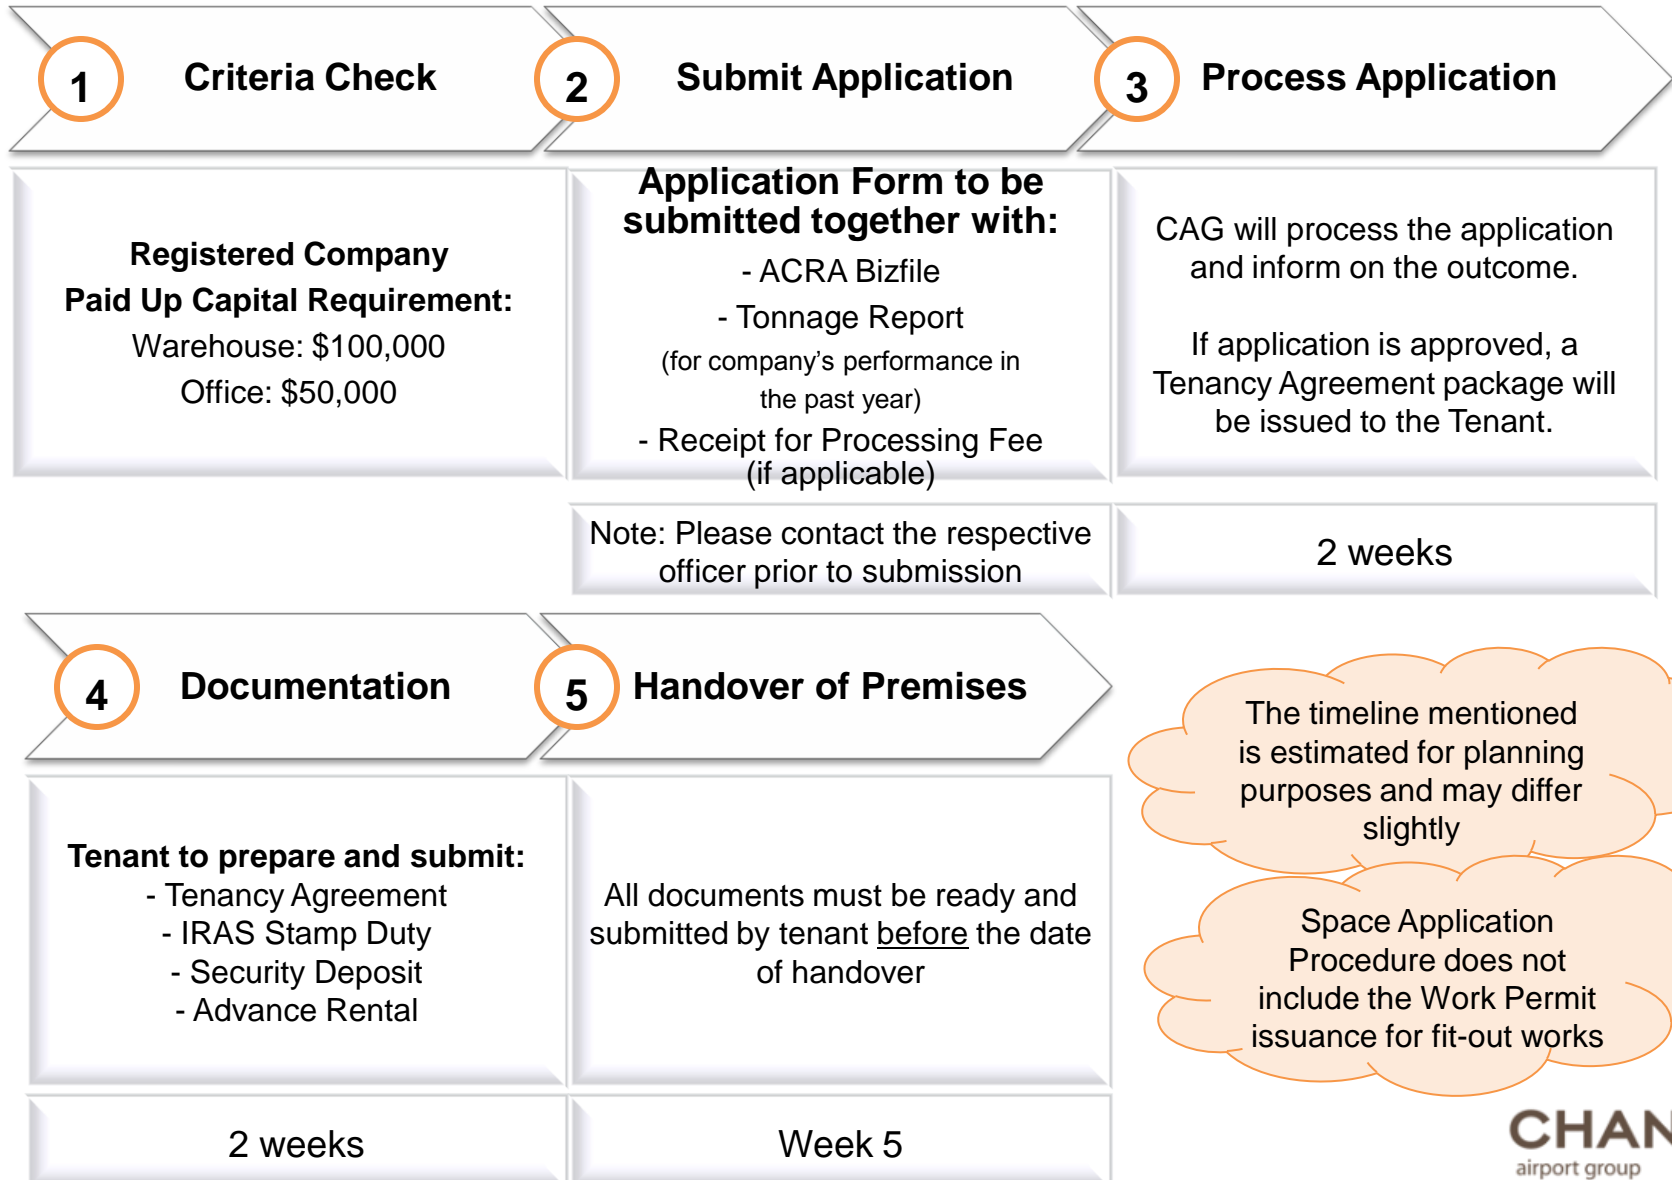 1
Criteria Check
2
Submit Application
3
Process Application
Registered Company
Paid Up Capital Requirement:
Warehouse: $100,000
Office: $50,000
Application Form to be
submitted together with:
- ACRA Bizfile
- Tonnage Report
(for company's performance in
the past year)
- Receipt for Processing Fee
(if applicable)
Note: Please contact the respective
officer prior to submission
CAG will process the application
and inform on the outcome.
If application is approved, a
Tenancy Agreement package will
be issued to the Tenant.
2 weeks
4
Documentation
5
Handover of Premises
Tenant to prepare and submit:
- Tenancy Agreement
- IRAS Stamp Duty
- Security Deposit
- Advance Rental
2 weeks
All documents must be ready and
submitted by tenant before the date
of handover
Week 5
The timeline mentioned
is estimated for planning
purposes and may differ
slightly
Space Application
Procedure does not
include the Work Permit
issuance for fit-out works
CHAN
airport group